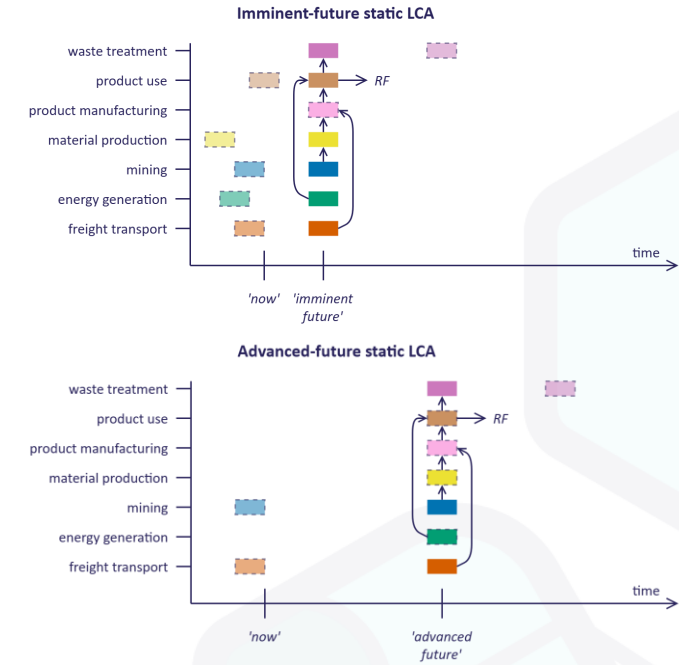 Imminent-future static LCA
waste treatment
product use
RF
product manufacturing
material production
mining
energy generation
freight transport
time
'now'
'imminent
future'
Advanced-future static LCA
waste treatment
product use
RF
product manufacturing
material production
mining
energy generation
freight transport
time
'now'
'advanced
future'